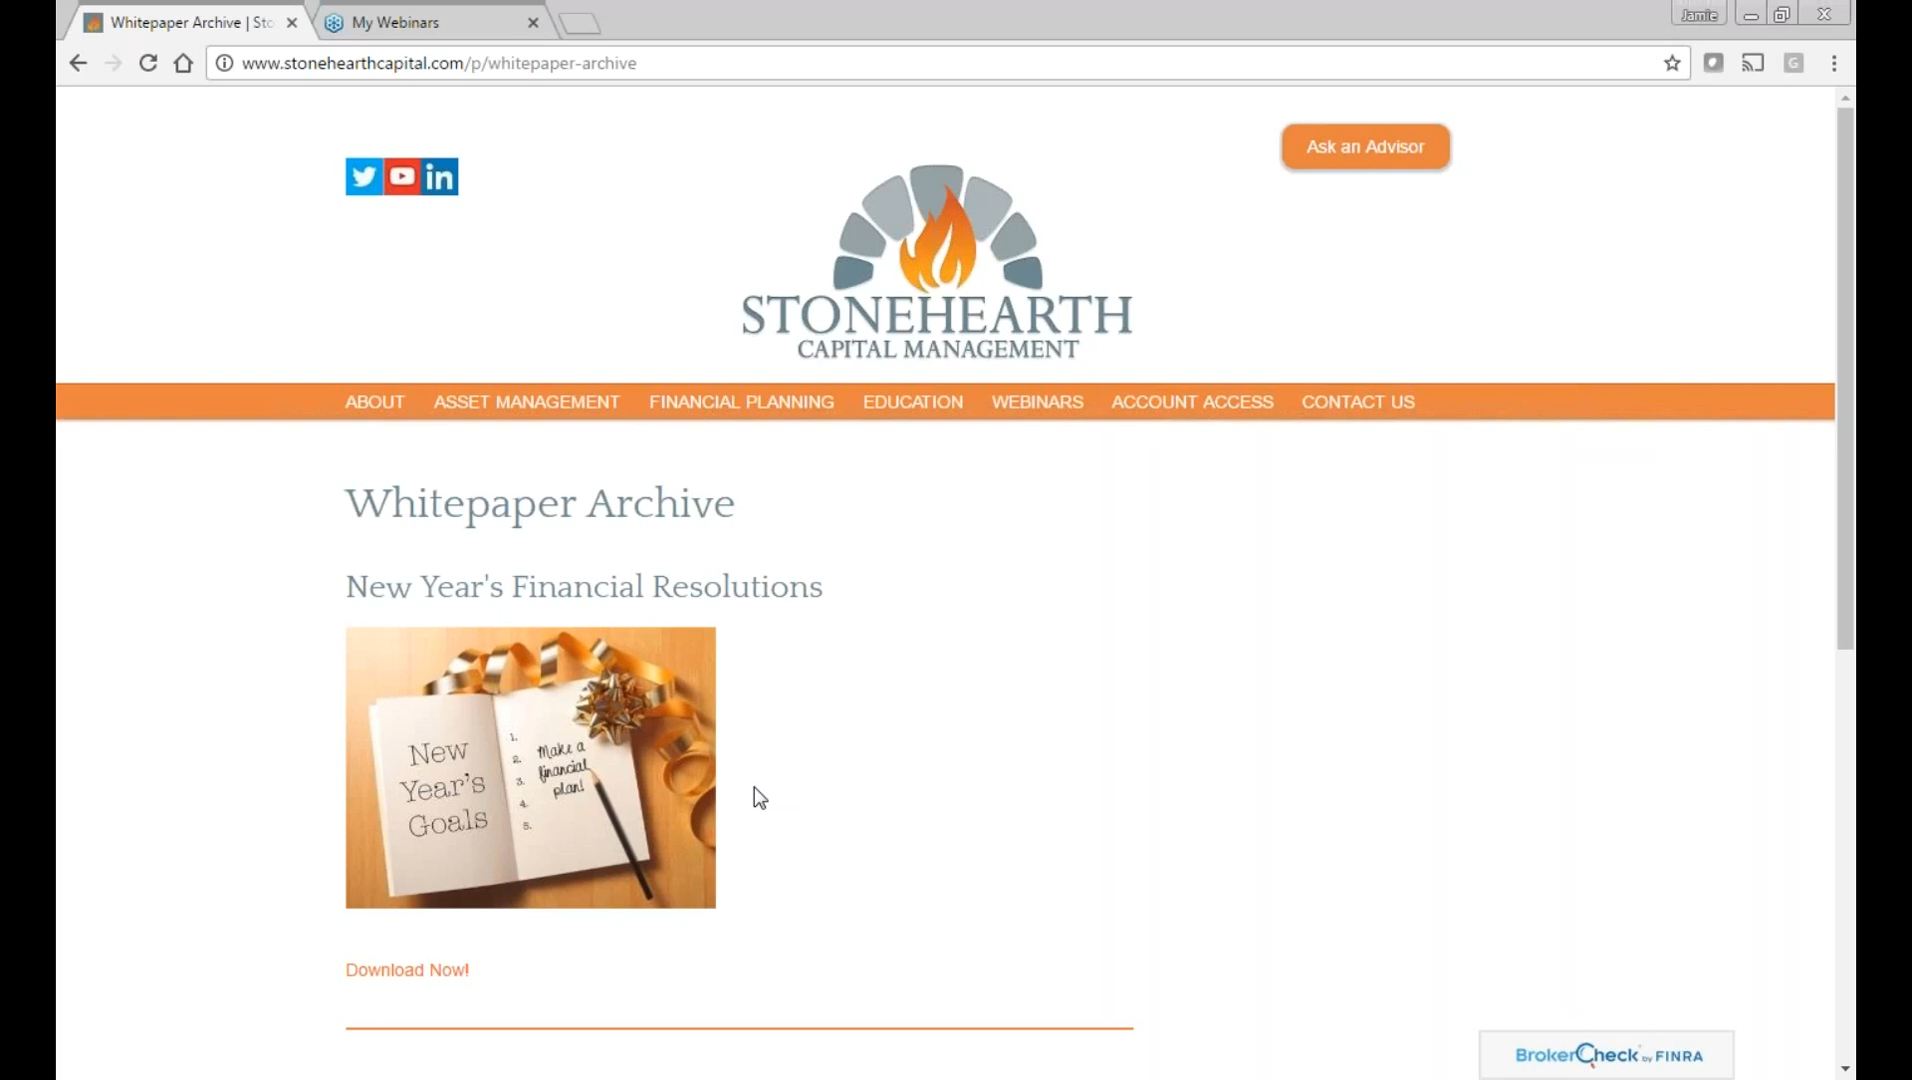 Whitepaper Archive | Sto
My Webinars
Jamie
www.stonehearthcapital.com/p/whitepaper-archive
G
Ask an Advisor
in
STONEHEARTH
CAPITAL MANAGEMENT
ABOUT ASSET MANAGEMENT FINANCIAL PLANNING EDUCATION WEBINARS ACCOUNT ACCESS CONTACT US
Whitepaper Archive
New Year's Financial Resolutions
New
Year's
Goals
1.
2.
3.
4.
5.
Make a
financial
plan!
Download Now!
BrokerCheck by FINRA